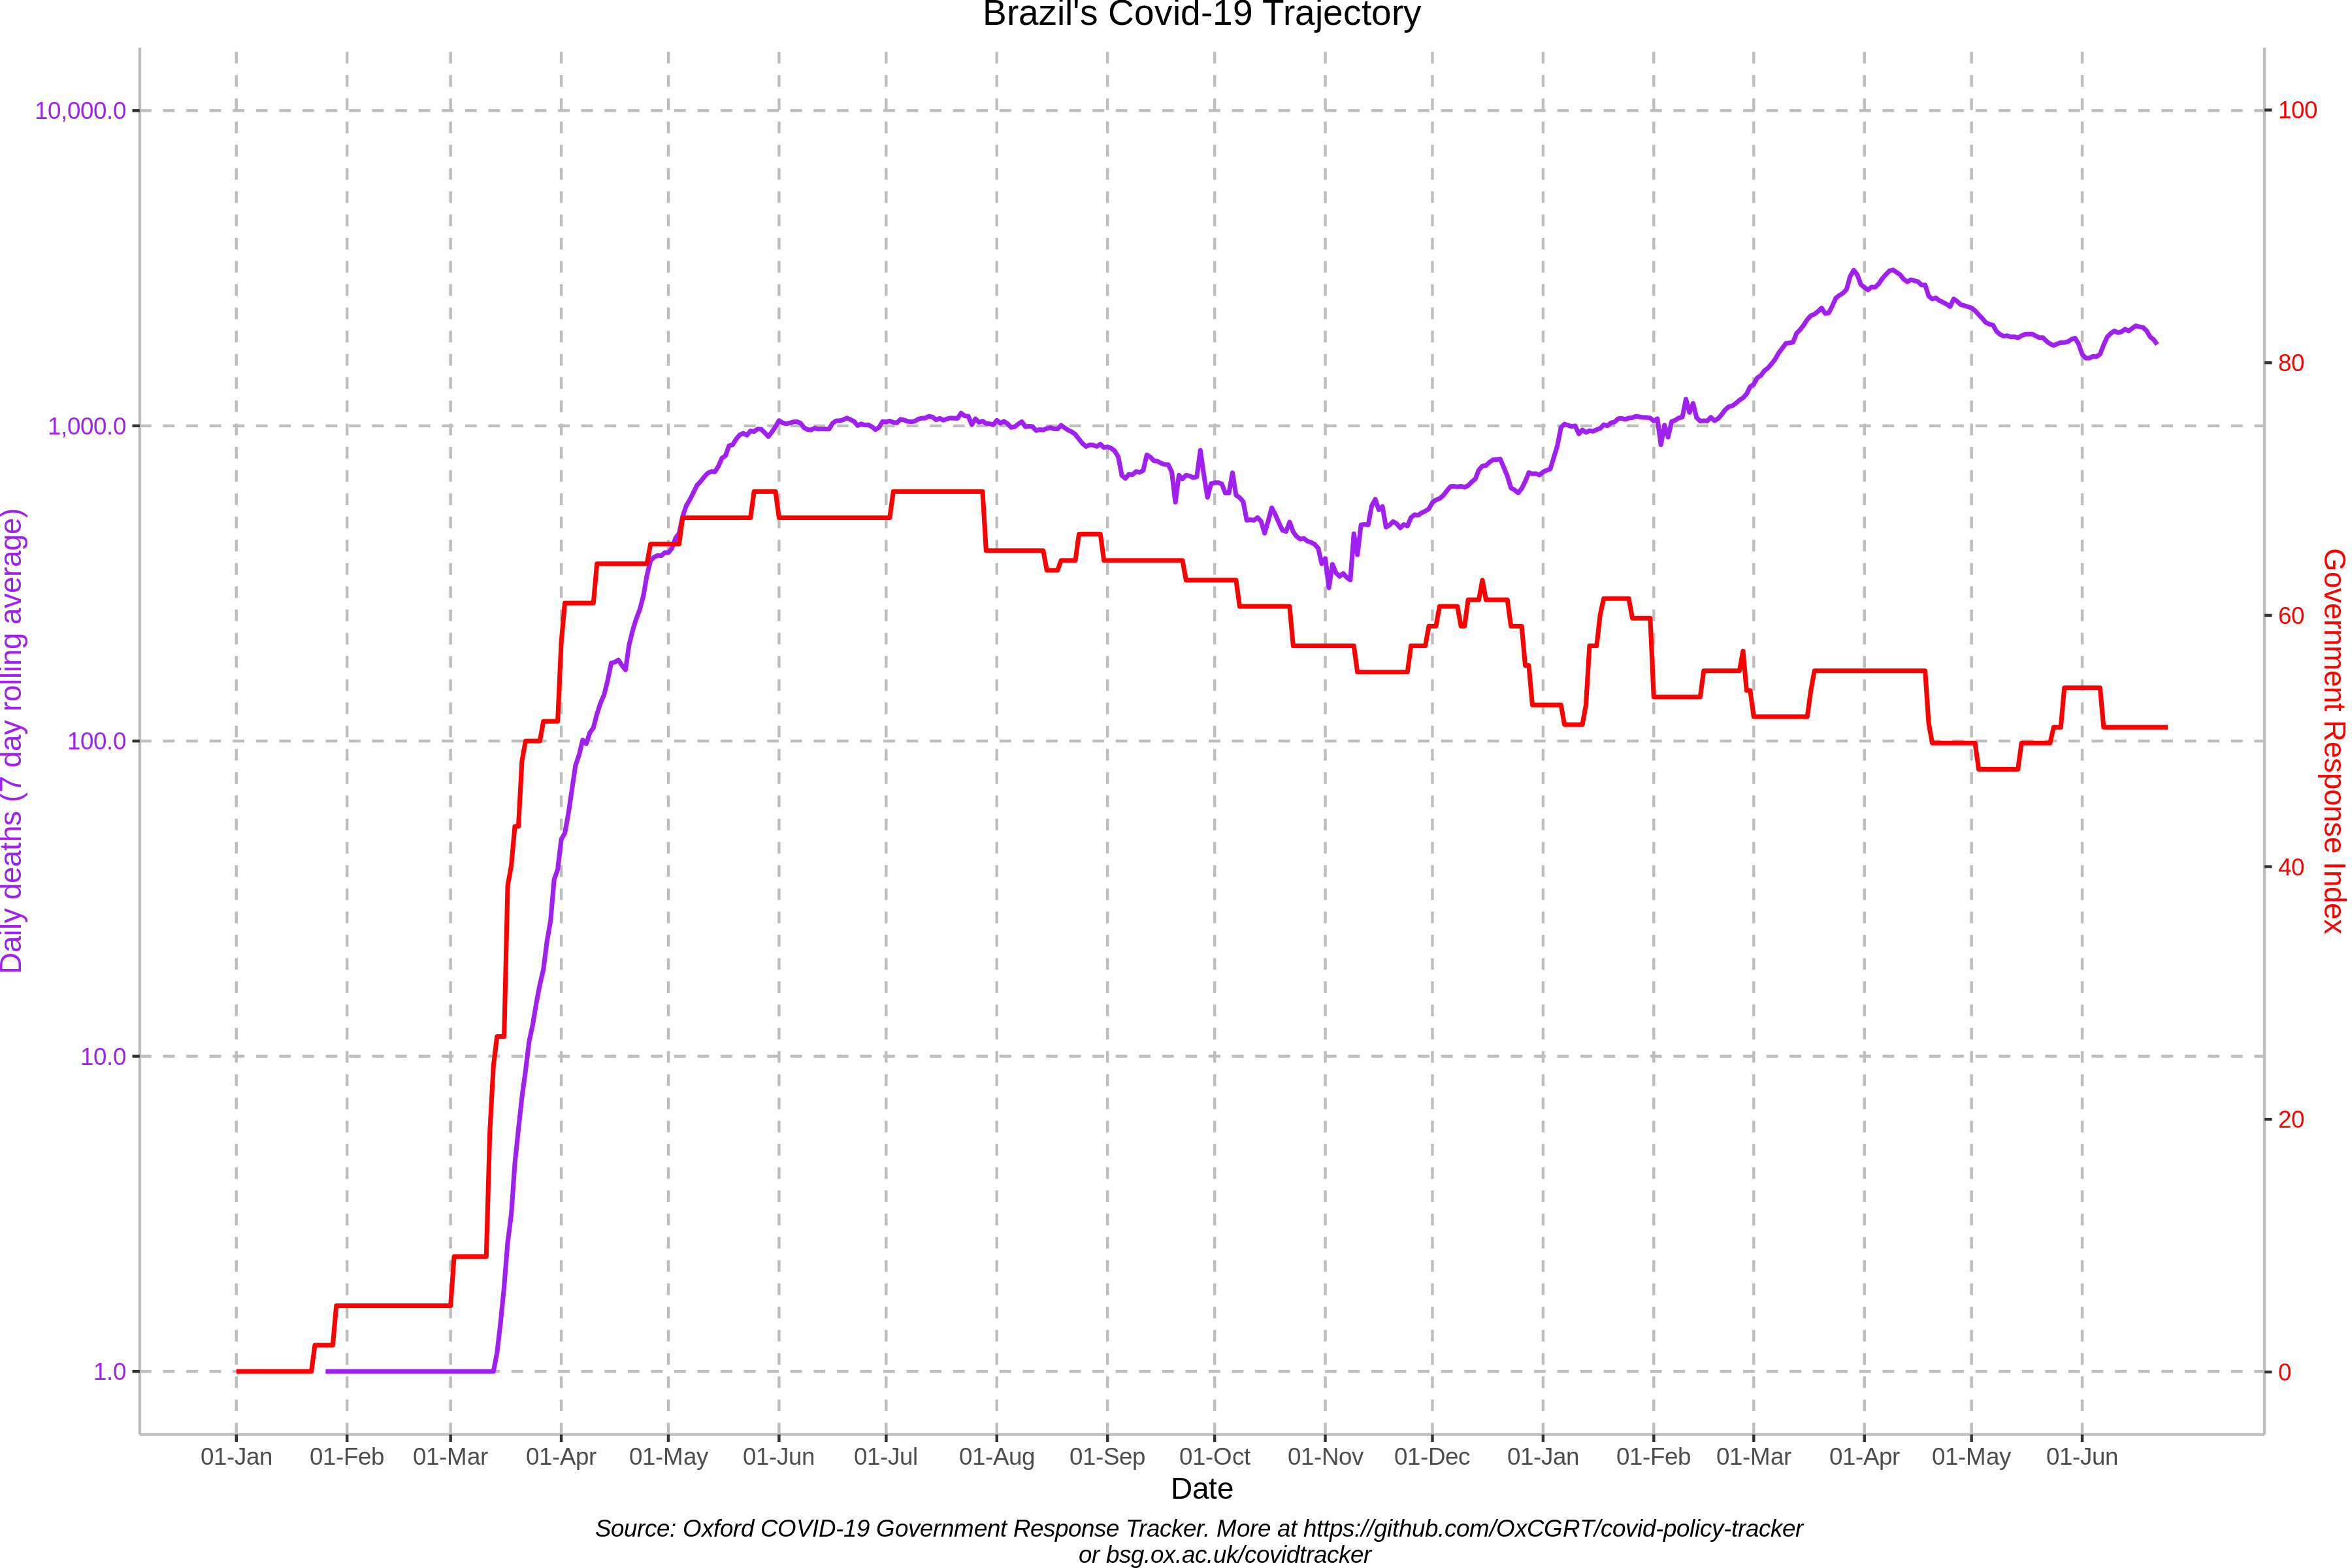 Brazil's Covid-19 Trajectory
10,000.0
1,000.0
100.0
10.0
1.0
Daily deaths (7 day rolling average)
100
80
60
40
20
0
Government Response Index
01-Jan 01-Feb 01-Mar 01-Apr 01-May 01-Jun 01-Jul 01-Aug 01-Sep 01-Oct 01-Nov 01-Dec 01-Jan 01-Feb 01-Mar 01-Apr 01-May 01-Jun
Date
Source: Oxford COVID-19 Government Response Tracker. More at https://github.com/OxCGRT/covid-policy-tracker
or bsg.ox.ac.uk/covidtracker